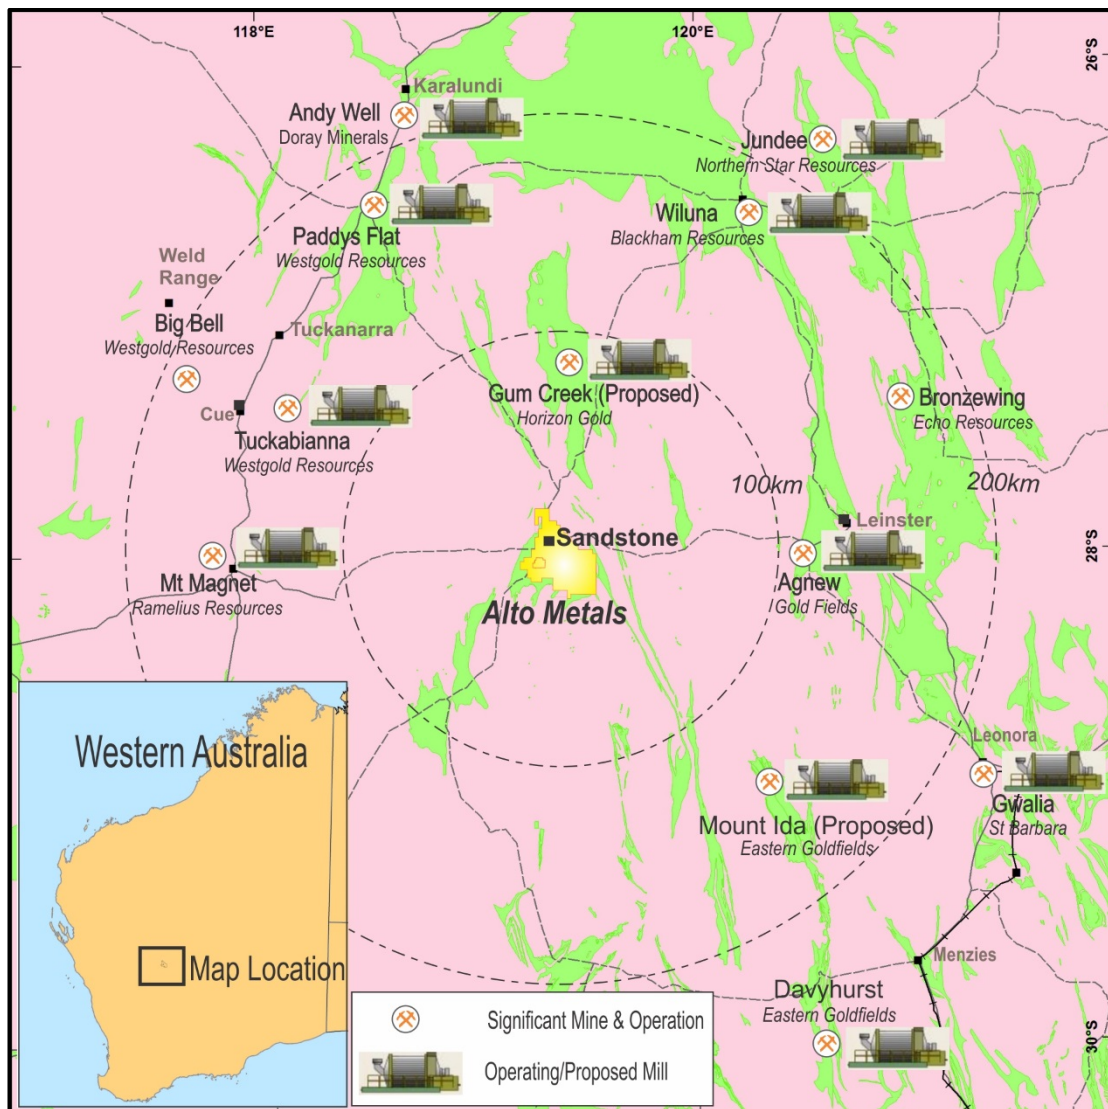 118°E
120°E
26°S
Karalundi
Andy Well
Doray Minerals
Jundee
Northern Star Resources
Paddys Flat
Westgold Resources
Wiluna
Blackham Resources
Weld
Range
Big Bell
Westgold Resources
Tuckanarra
Gum Creek (Proposed)
Horizon Gold
Bronzewing
Echo Resources
Cue
Tuckabianna
Westgold Resources
100km
200km
Leinster
Sandstone
28°S
Mt Magnet
Ramelius Resources
Agnew
Gold Fields
Alto Metals
Western Australia
Map Location
Leonora
Gwalia
St Barbara
Mount Ida (Proposed)
Eastern Goldfields
Menzies
Davyhurst
Eastern Goldfields
30°S
Significant Mine & Operation
Operating/Proposed Mill